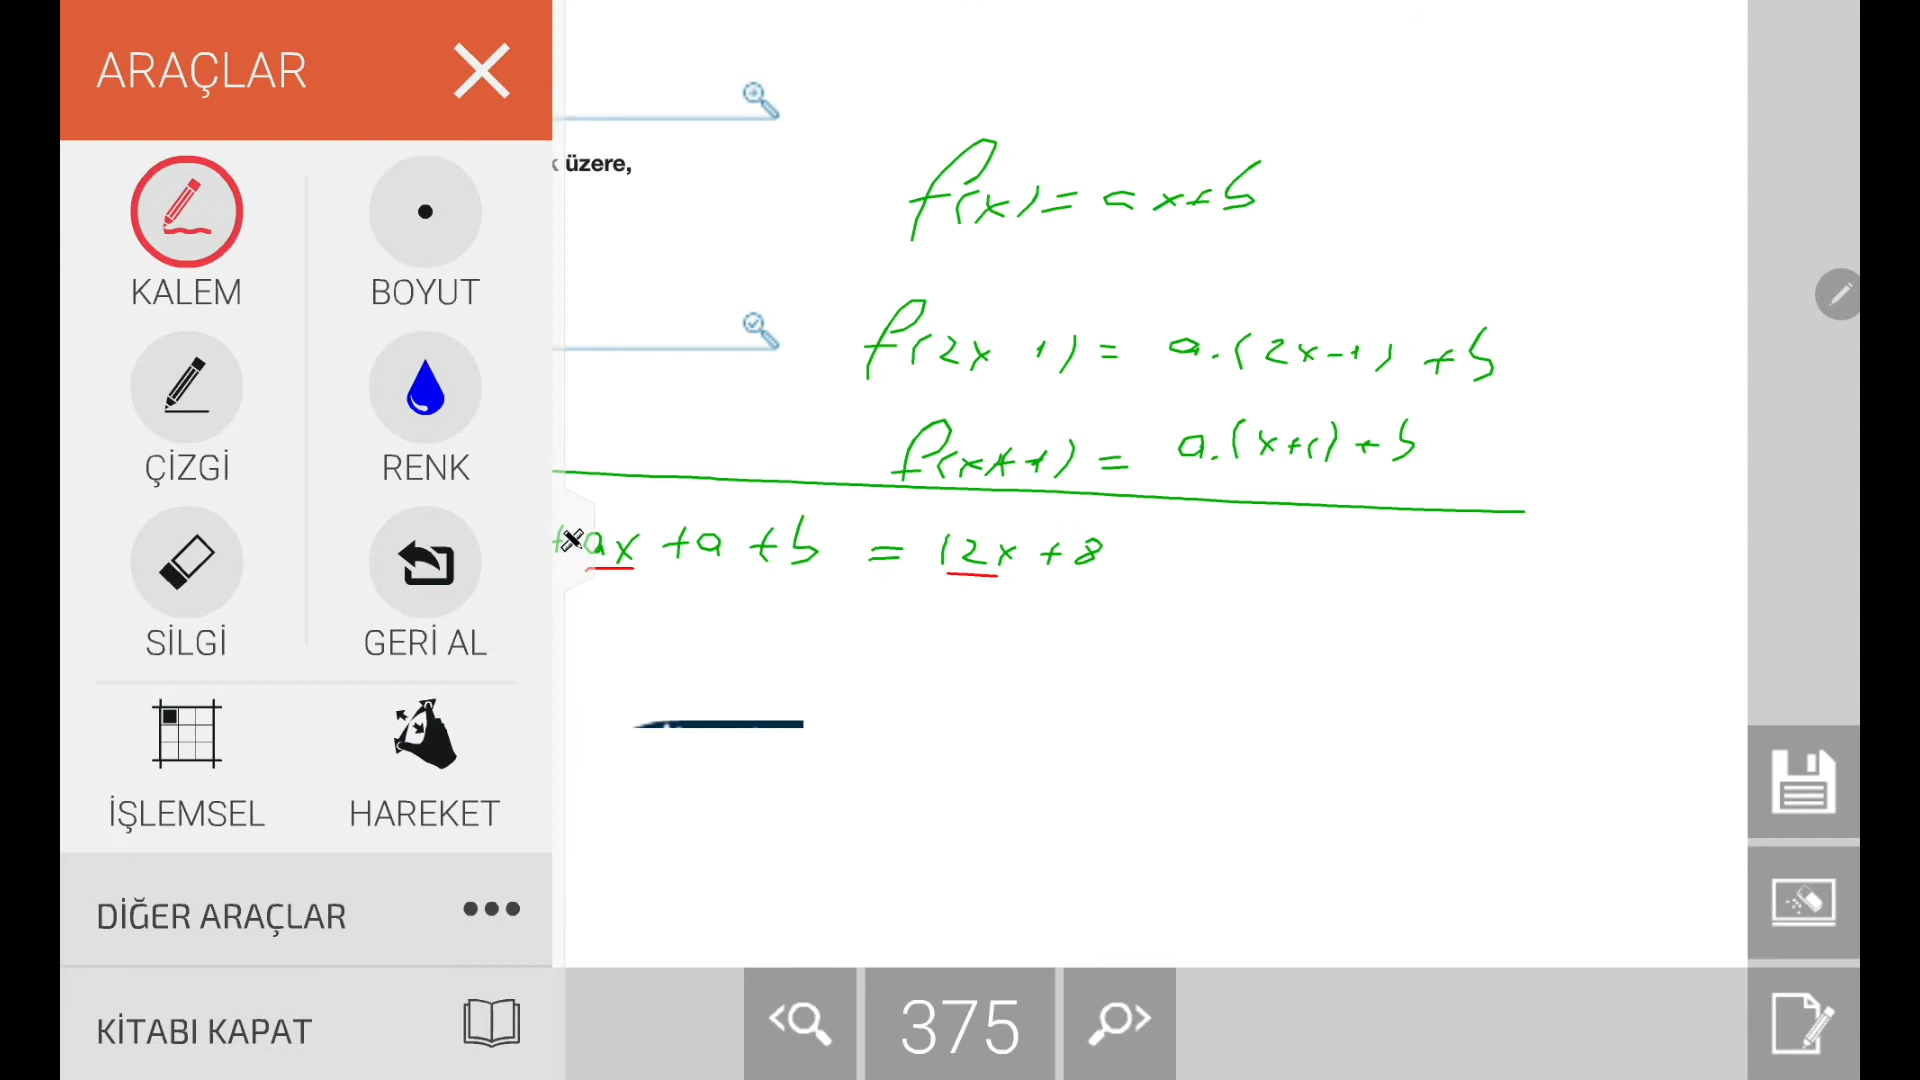 ARAÇLAR
KALEM
BOYUT
ÇİZGİ
RENK
SİLGİ
GERİ AL
İŞLEMSEL
HAREKET
DİĞER ARAÇLAR
KİTABI KAPAT
üzere,
f(x) = ax+b
f(2x 1) = a.(2x-1) +b
f(x+1) = a.(x+1)+b
ax +a +b = 12x +8
375